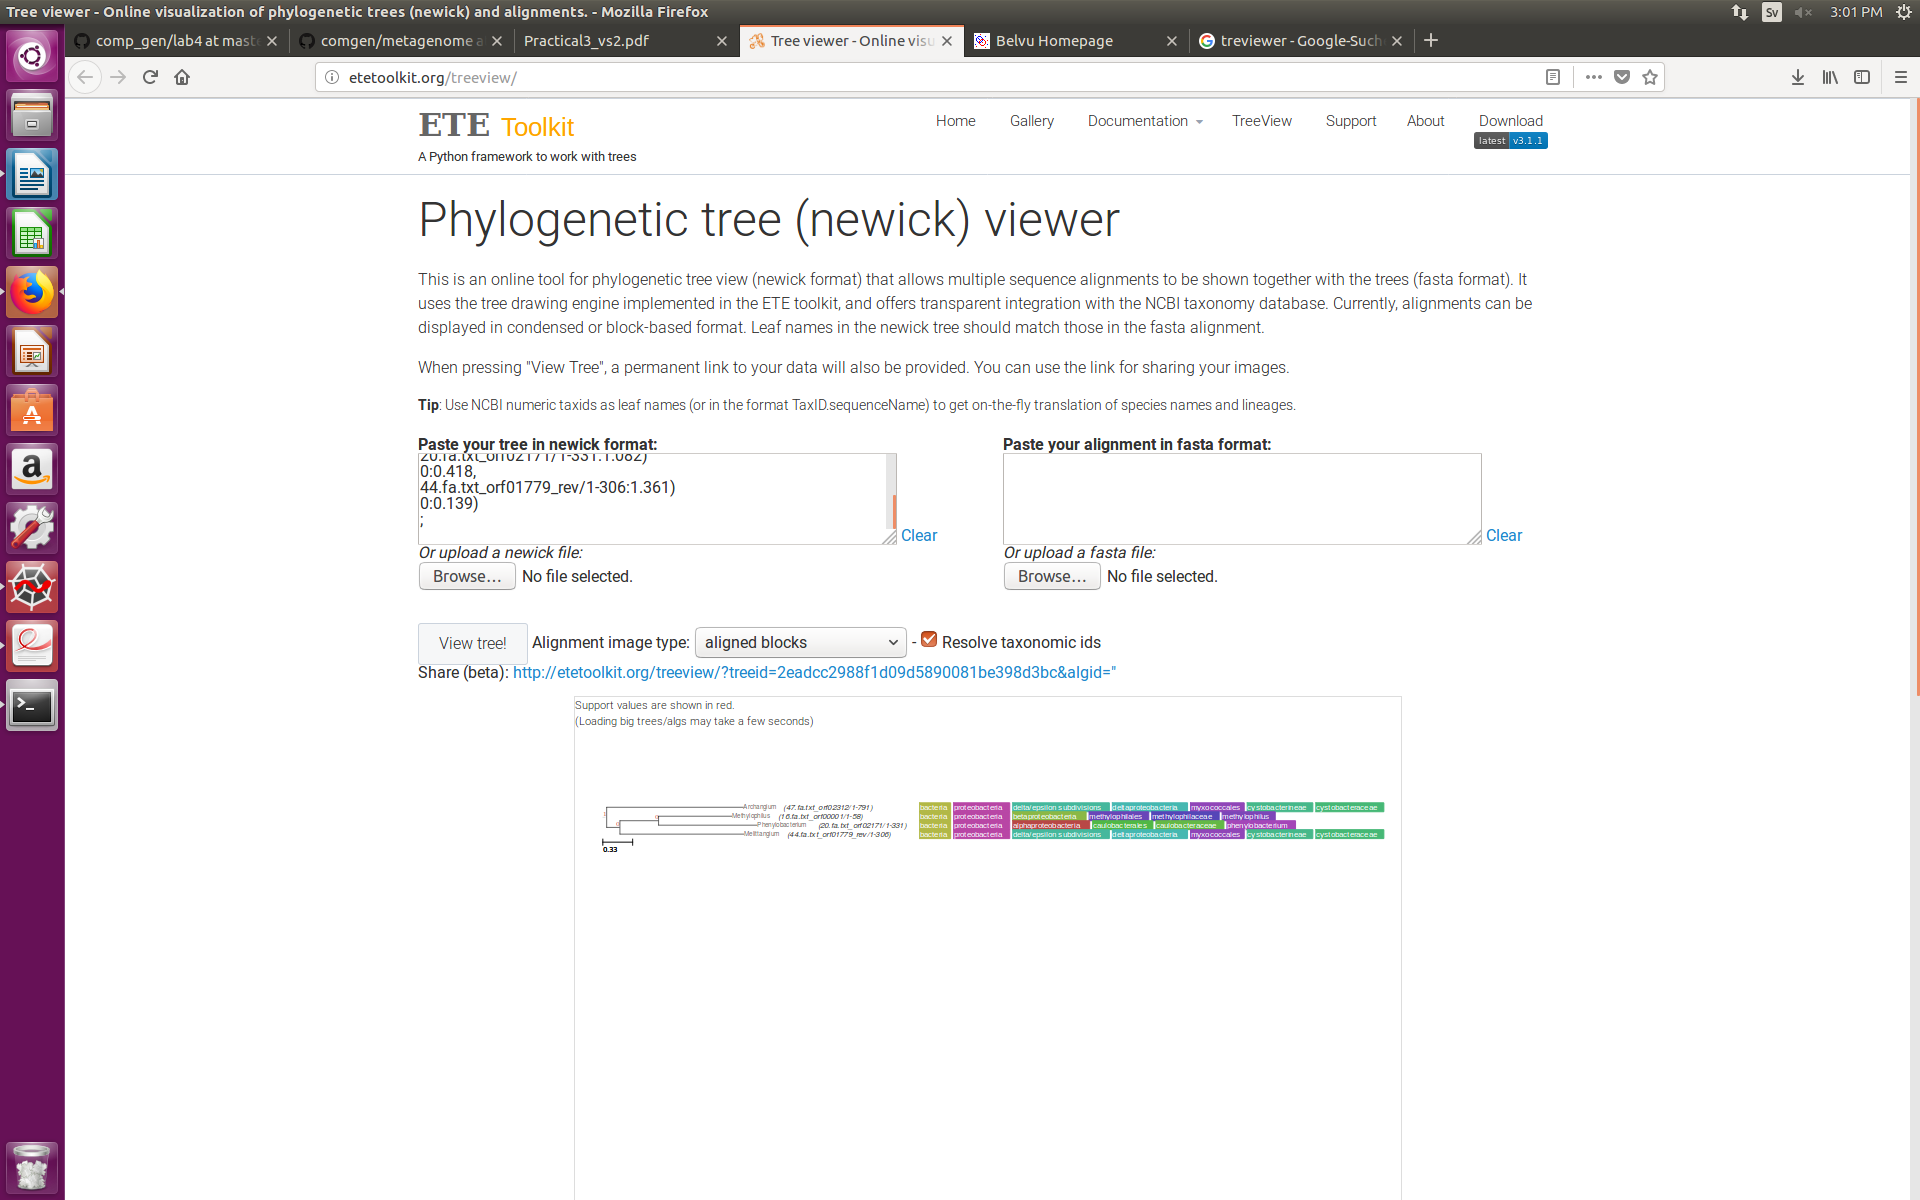 Tree viewer - Online visualization of phylogenetic trees (newick) and alignments. - Mozilla Firefox
Sv
3:01 PM
comp_gen/lab4 at mast
comgen/metagenome a
Practical3_vs2.pdf
Tree viewer - Online visu
Belvu Homepage
treviewer - Google-Such
etetoolkit.org/treeview/
ETE Toolkit
A Python framework to work with trees
Home
Gallery
Documentation
TreeView
Support
About
Download
latest v3.1.1
Phylogenetic tree (newick) viewer
This is an online tool for phylogenetic tree view (newick format) that allows multiple sequence alignments to be shown together with the trees (fasta format). It
uses the tree drawing engine implemented in the ETE toolkit, and offers transparent integration with the NCBI taxonomy database. Currently, alignments can be
displayed in condensed or block-based format. Leaf names in the newick tree should match those in the fasta alignment.
When pressing "View Tree", a permanent link to your data will also be provided. You can use the link for sharing your images.
Tip: Use NCBI numeric taxids as leaf names (or in the format TaxID.sequenceName) to get on-the-fly translation of species names and lineages.
Paste your tree in newick format:
20.fa.txt_orf02171/1-331:1.082)
0:0.418,
44.fa.txt_orf01779_rev/1-306:1.361)
0:0.139)
;
Clear
Or upload a newick file:
Browse... No file selected.
Paste your alignment in fasta format:
Clear
Or upload a fasta file:
Browse... No file selected.
View tree! Alignment image type: aligned blocks - Resolve taxonomic ids
Share (beta): http://etetoolkit.org/treeview/?treeid=2eadcc2988f1d09d5890081be398d3bc&algid="
Support values are shown in red.
(Loading big trees/algs may take a few seconds)
Archangium (47.fa.txt_orf02312/1-791) bacteria proteobacteria delta/epsilon subdivisions deltaproteobacteria myxococcales cystobacterineae cystobacteraceae
Methylophilus (16.fa.txt_orf00001/1-58) bacteria proteobacteria betaproteobacteria methylophilales methylophilaceae methylophilus
Phenylobacterium (20.fa.txt_orf02171/1-331) bacteria proteobacteria alphaproteobacteria caulobacterales caulobacteraceae phenylobacterium
Melittangium (44.fa.txt_orf01779_rev/1-306) bacteria proteobacteria delta/epsilon subdivisions deltaproteobacteria myxococcales cystobacterineae cystobacteraceae
0.33